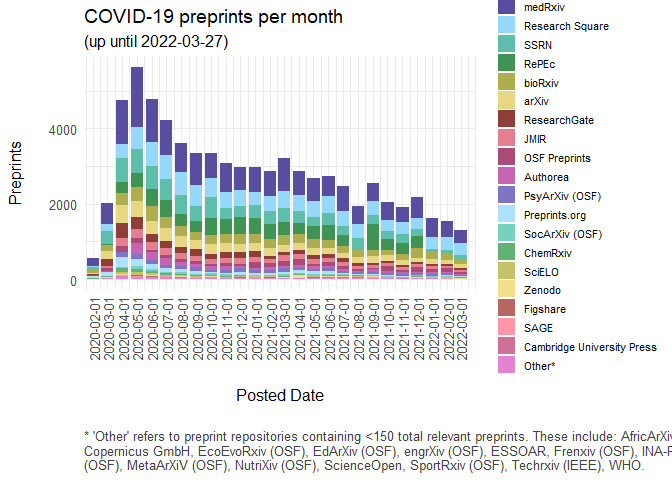 COVID-19 preprints per month
(up until 2022-03-27)
Preprints
4000
2000
0
2020-02-01
2020-03-01
2020-04-01
2020-05-01
2020-06-01
2020-07-01
2020-08-01
2020-09-01
2020-10-01
2020-11-01
2020-12-01
2021-01-01
2021-02-01
2021-03-01
2021-04-01
2021-05-01
2021-06-01
2021-07-01
2021-08-01
2021-09-01
2021-10-01
2021-11-01
2021-12-01
2022-01-01
2022-02-01
2022-03-01
Posted Date
medRxiv
Research Square
SSRN
RePEc
bioRxiv
arXiv
ResearchGate
JMIR
OSF Preprints
Authorea
PsyArXiv (OSF)
Preprints.org
SocArXiv (OSF)
ChemRxiv
SciELO
Zenodo
Figshare
SAGE
Cambridge University Press
Other*
* 'Other' refers to preprint repositories containing <150 total relevant preprints. These include: AfricArXiv
Copernicus GmbH, EcoEvoRxiv (OSF), EdArXiv (OSF), engrXiv (OSF), ESSOAR, Frenxiv (OSF), INA-R
(OSF), MetaArXiV (OSF), NutriXiv (OSF), ScienceOpen, SportRxiv (OSF), Techrxiv (IEEE), WHO.